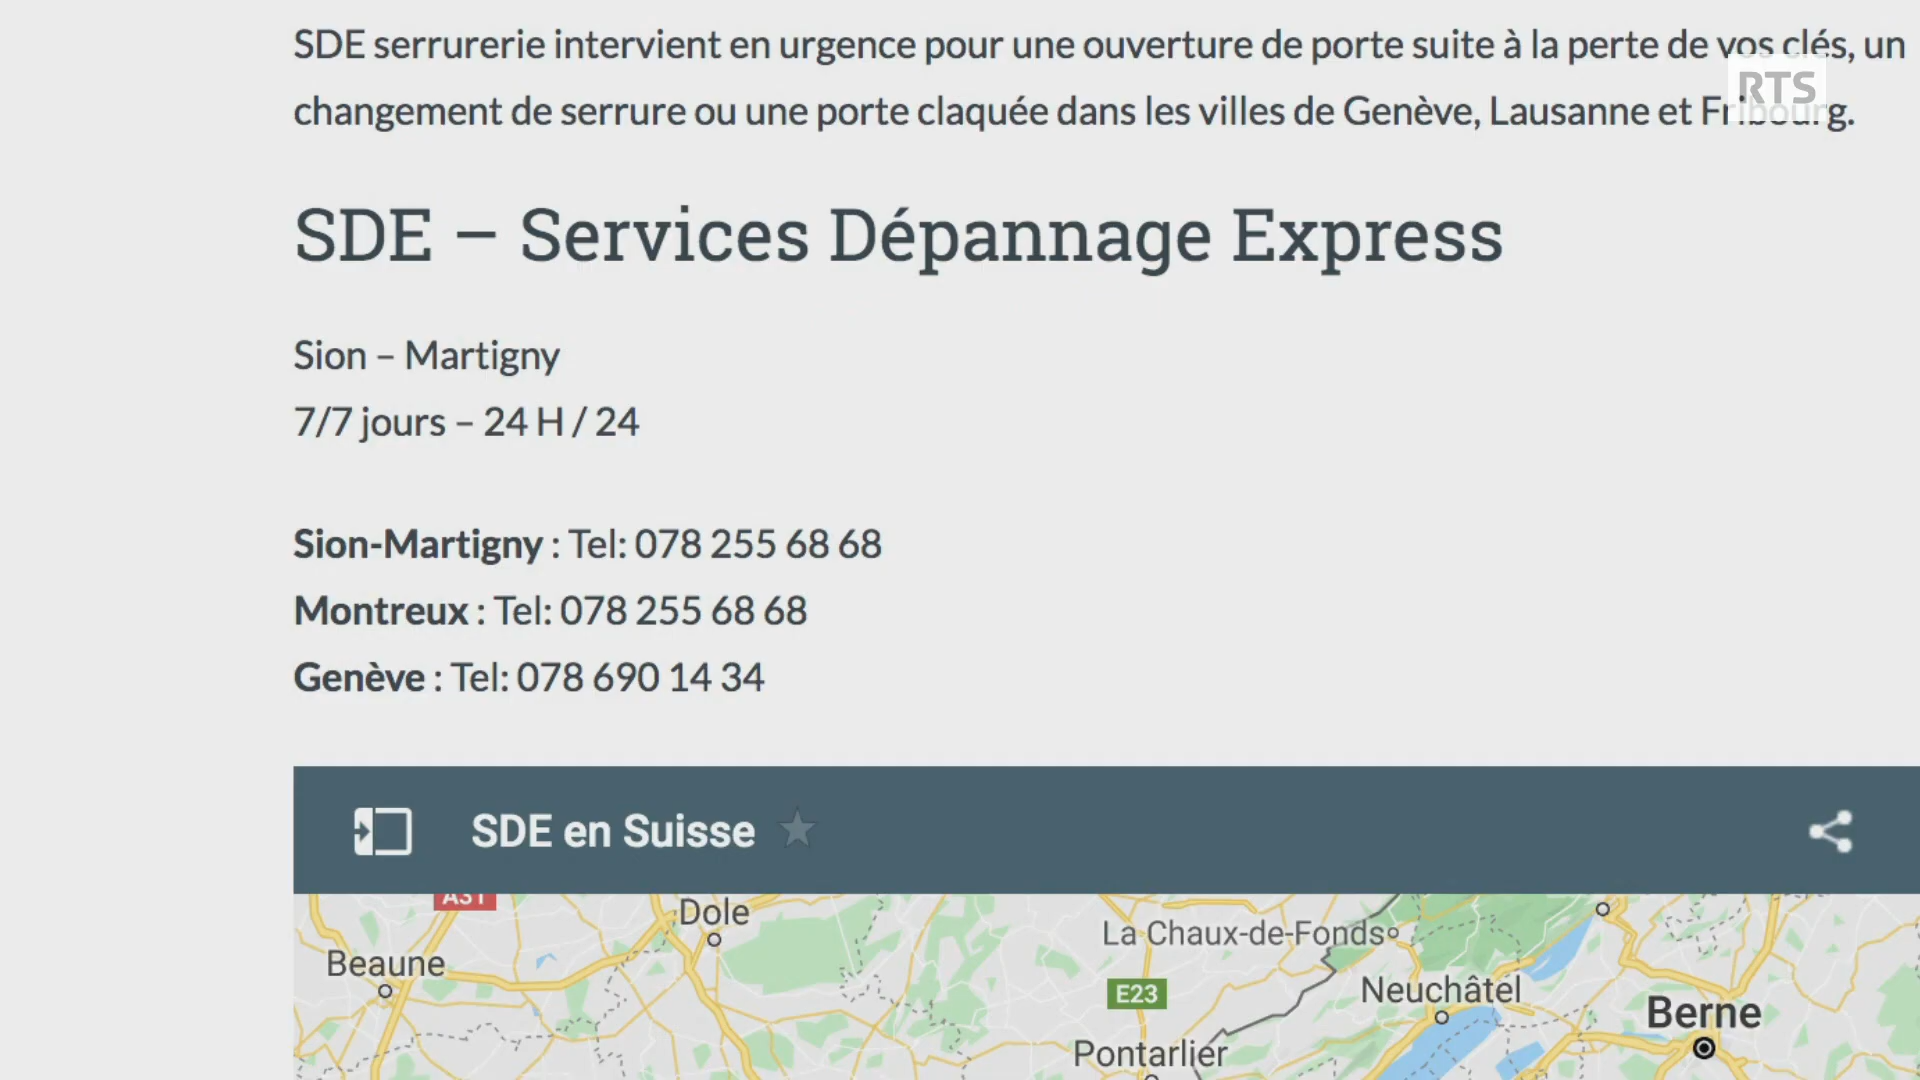 SDE serrurerie intervient en urgence pour une ouverture de porte suite à la perte de vos clés, un
RTS
changement de serrure ou une porte claquée dans les villes de Genève, Lausanne et Fribourg.
SDE – Services Dépannage Express
Sion – Martigny
7/7 jours – 24 H / 24
Sion-Martigny : Tel: 078 255 68 68
Montreux : Tel: 078 255 68 68
Genève : Tel: 078 690 14 34
SDE en Suisse
A31
Dole
La Chaux-de-Fonds
Beaune
E23
Neuchâtel
Berne
Pontarlier